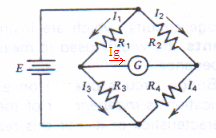 I₁ I₂
R₁ R₂
E Ig G
I₃ R₃ R₄ I₄